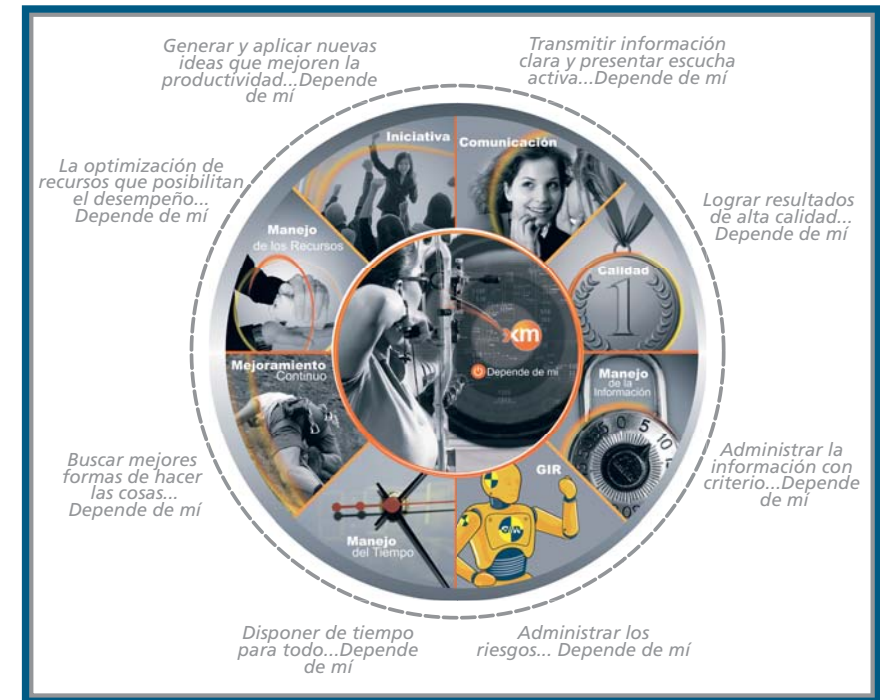 Generar y aplicar nuevas
ideas que mejoren la
productividad...Depende
de mí
Transmitir información
clara y presentar escucha
activa...Depende de mí
La optimización de
recursos que posibilitan
el desempeño...
Depende de mí
Lograr resultados
de alta calidad...
Depende de mí
Iniciativa
Comunicación
Manejo
de los Recursos
Calidad
1
xm
Depende de mí
Mejoramiento
Continuo
Manejo
de la
Información
0 5 10
GIR
Manejo
del Tiempo
Buscar mejores
formas de hacer
las cosas...
Depende de mí
Administrar la
información con
criterio...Depende
de mí
Disponer de tiempo
para todo...Depende
de mí
Administrar los
riesgos... Depende de mí